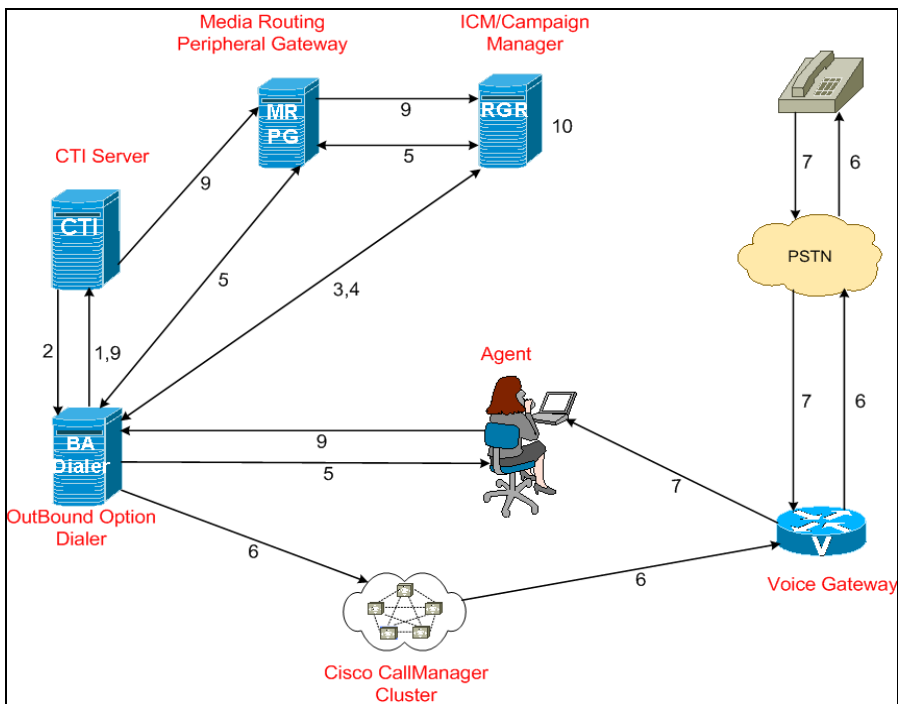 Media Routing
Peripheral Gateway
ICM/Campaign
Manager
MR
PG
9
RGR
10
5
7
6
CTI Server
9
CTI
PSTN
5
3,4
2
1,9
Agent
7
6
BA
Dialer
9
5
7
OutBound Option
Dialer
6
6
V
Voice Gateway
Cisco CallManager
Cluster